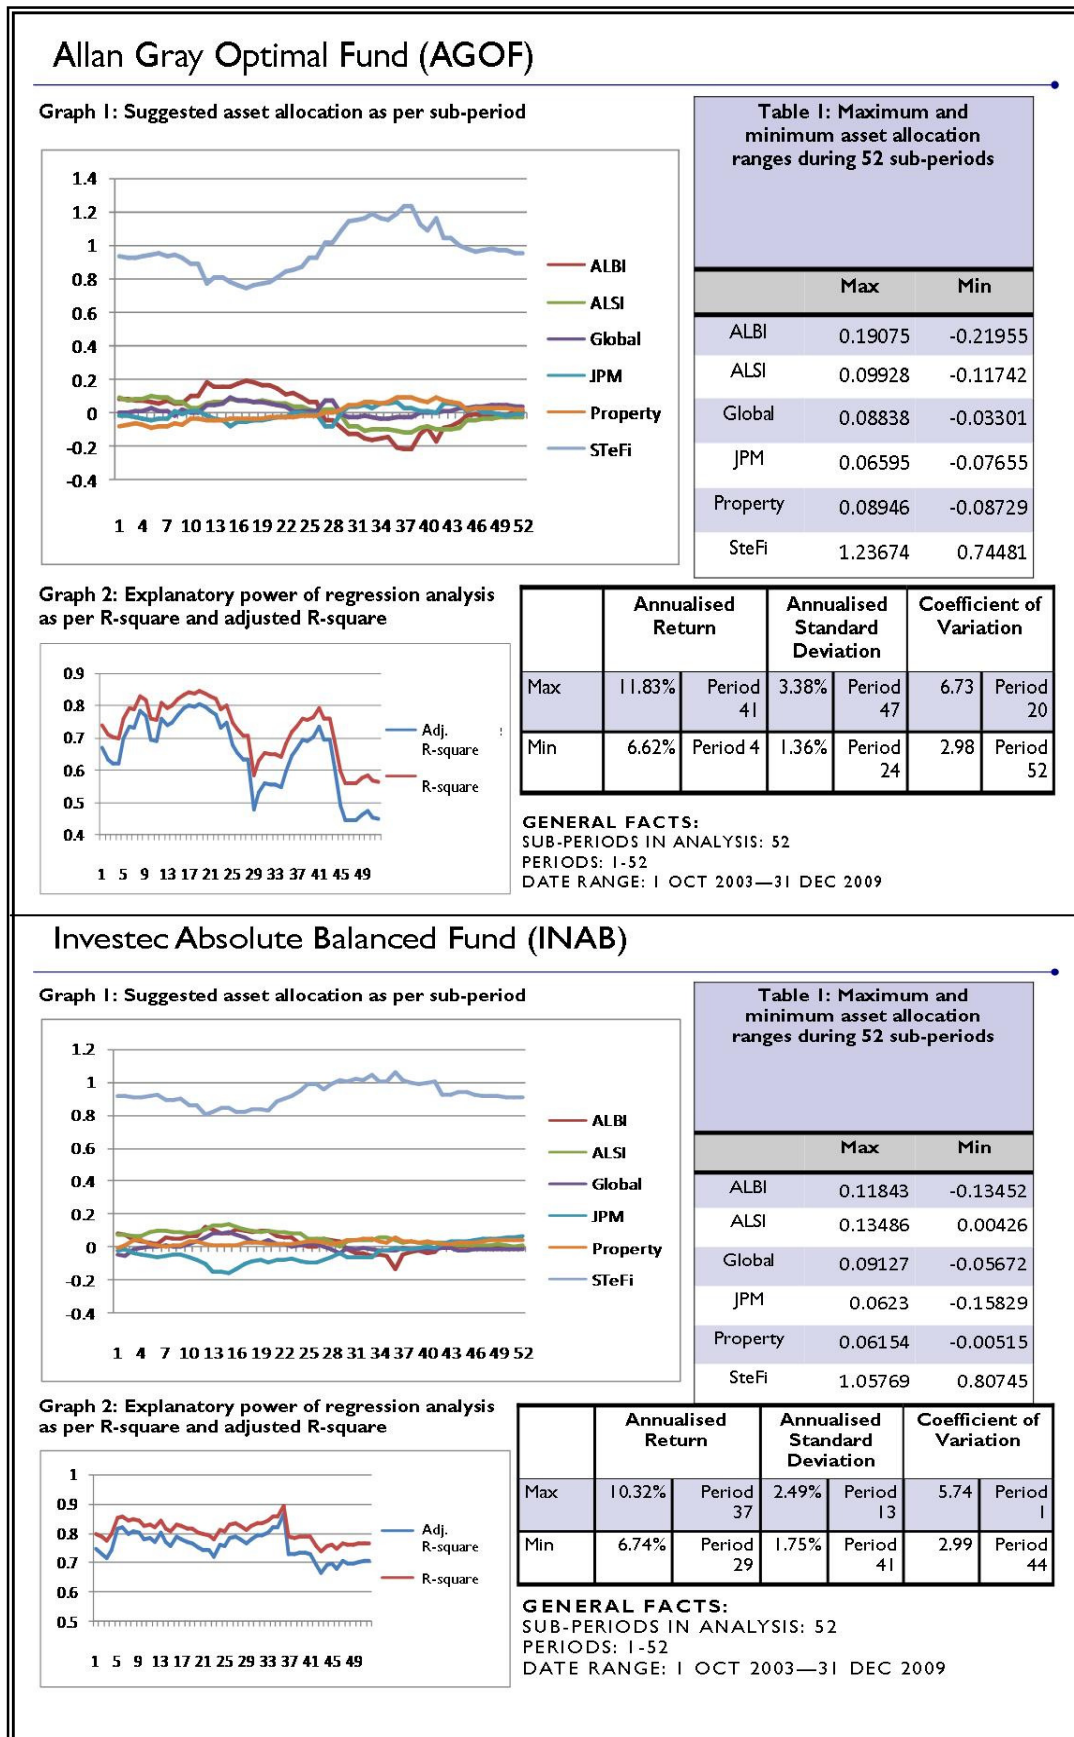 Allan Gray Optimal Fund (AGOF)
Graph 1: Suggested asset allocation as per sub-period
1.4
1.2
1
0.8
0.6
0.4
0.2
0
-0.2
-0.4
1 4 7 10 13 16 19 22 25 28 31 34 37 40 43 46 49 52
ALBI
ALSI
Global
JPM
Property
STeFi
Table 1: Maximum and
minimum asset allocation
ranges during 52 sub-periods
Max Min
ALBI 0.19075 -0.21955
ALSI 0.09928 -0.11742
Global 0.08838 -0.03301
JPM 0.06595 -0.07655
Property 0.08946 -0.08729
SteFi 1.23674 0.74481
Graph 2: Explanatory power of regression analysis
as per R-square and adjusted R-square
0.9
0.8
0.7
0.6
0.5
0.4
1 5 9 13 17 21 25 29 33 37 41 45 49
Adj.
R-square
R-square
Annualised Return Annualised Standard Deviation Coefficient of Variation
Max 11.83% Period 41 3.38% Period 47 6.73 Period 20
Min 6.62% Period 4 1.36% Period 24 2.98 Period 52
GENERAL FACTS:
SUB-PERIODS IN ANALYSIS: 52
PERIODS: 1-52
DATE RANGE: 1 OCT 2003—31 DEC 2009
Investec Absolute Balanced Fund (INAB)
Graph 1: Suggested asset allocation as per sub-period
1.2
1
0.8
0.6
0.4
0.2
0
-0.2
-0.4
1 4 7 10 13 16 19 22 25 28 31 34 37 40 43 46 49 52
ALBI
ALSI
Global
JPM
Property
STeFi
Table 1: Maximum and
minimum asset allocation
ranges during 52 sub-periods
Max Min
ALBI 0.11843 -0.13452
ALSI 0.13486 0.00426
Global 0.09127 -0.05672
JPM 0.0623 -0.15829
Property 0.06154 -0.00515
SteFi 1.05769 0.80745
Graph 2: Explanatory power of regression analysis
as per R-square and adjusted R-square
1
0.9
0.8
0.7
0.6
0.5
1 5 9 13 17 21 25 29 33 37 41 45 49
Adj.
R-square
R-square
Annualised Return Annualised Standard Deviation Coefficient of Variation
Max 10.32% Period 37 2.49% Period 13 5.74 Period 1
Min 6.74% Period 29 1.75% Period 41 2.99 Period 44
GENERAL FACTS:
SUB-PERIODS IN ANALYSIS: 52
PERIODS: 1-52
DATE RANGE: 1 OCT 2003—31 DEC 2009